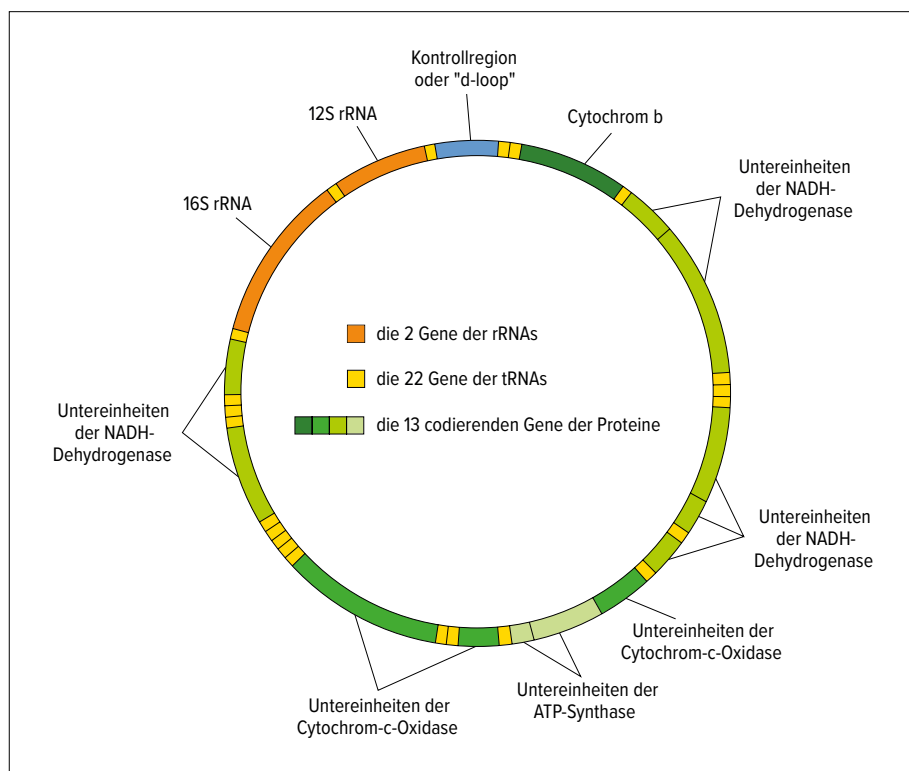 Kontrollregion
oder "d-loop"
12S rRNA
Cytochrom b
16S rRNA
Untereinheiten
der NADH-
Dehydrogenase
die 2 Gene der rRNAs
die 22 Gene der tRNAs
die 13 codierenden Gene der Proteine
Untereinheiten
der NADH-
Dehydrogenase
Untereinheiten
der NADH-
Dehydrogenase
Untereinheiten der
Cytochrom-c-Oxidase
Untereinheiten der
ATP-Synthase
Untereinheiten der
Cytochrom-c-Oxidase